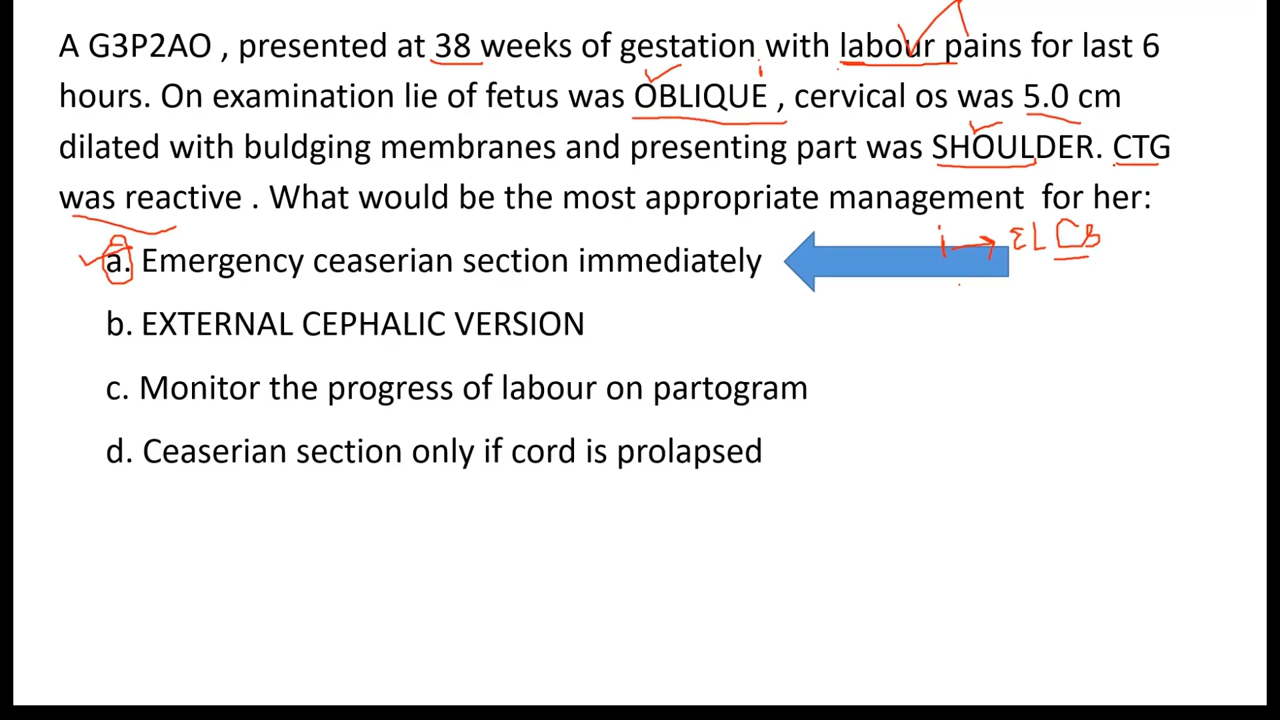 A G3P2AO , presented at 38 weeks of gestation with labour pains for last 6
hours. On examination lie of fetus was OBLIQUE , cervical os was 5.0 cm
dilated with buldging membranes and presenting part was SHOULDER. CTG
was reactive . What would be the most appropriate management for her:
a. Emergency ceaserian section immediately
b. EXTERNAL CEPHALIC VERSION
c. Monitor the progress of labour on partogram
d. Ceaserian section only if cord is prolapsed